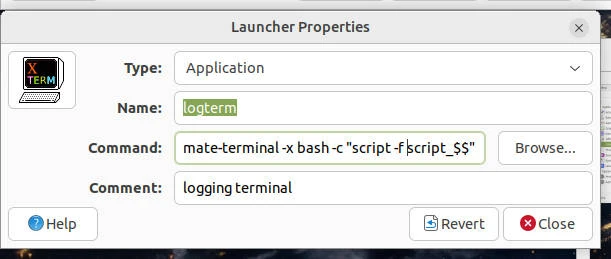 Launcher Properties
X
TERM
Type: Application
Name: logterm
Command: mate-terminal -x bash -c "script -f script_$$" Browse...
Comment: logging terminal
Help Revert Close